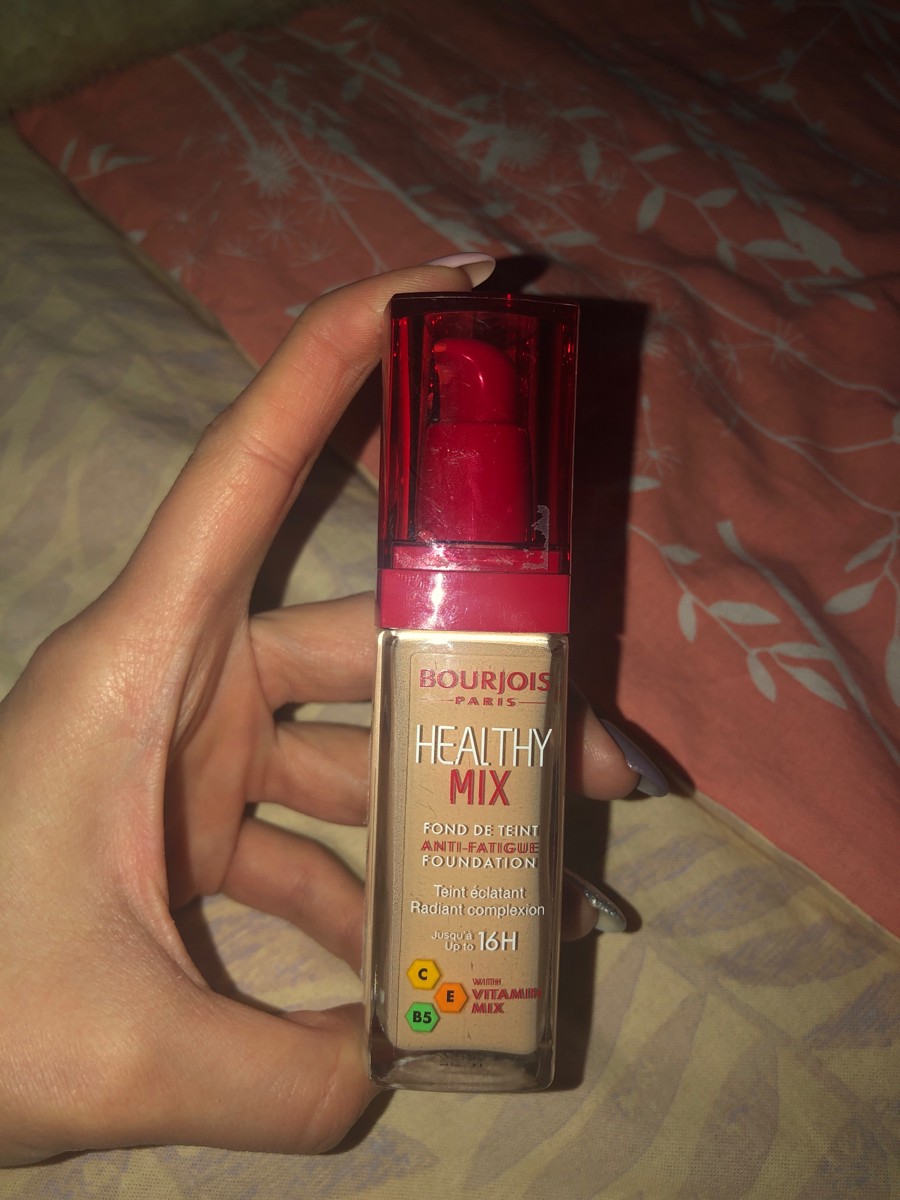 BOURJOIS
PARIS
HEALTHY
MIX
FOND DE TEINT
ANTI-FATIGUE
FOUNDATION
Teint éclatant
Radiant complexion
Jusqu'à
Up to 16H
C
E
B5
WITH
VITAMIN
MIX